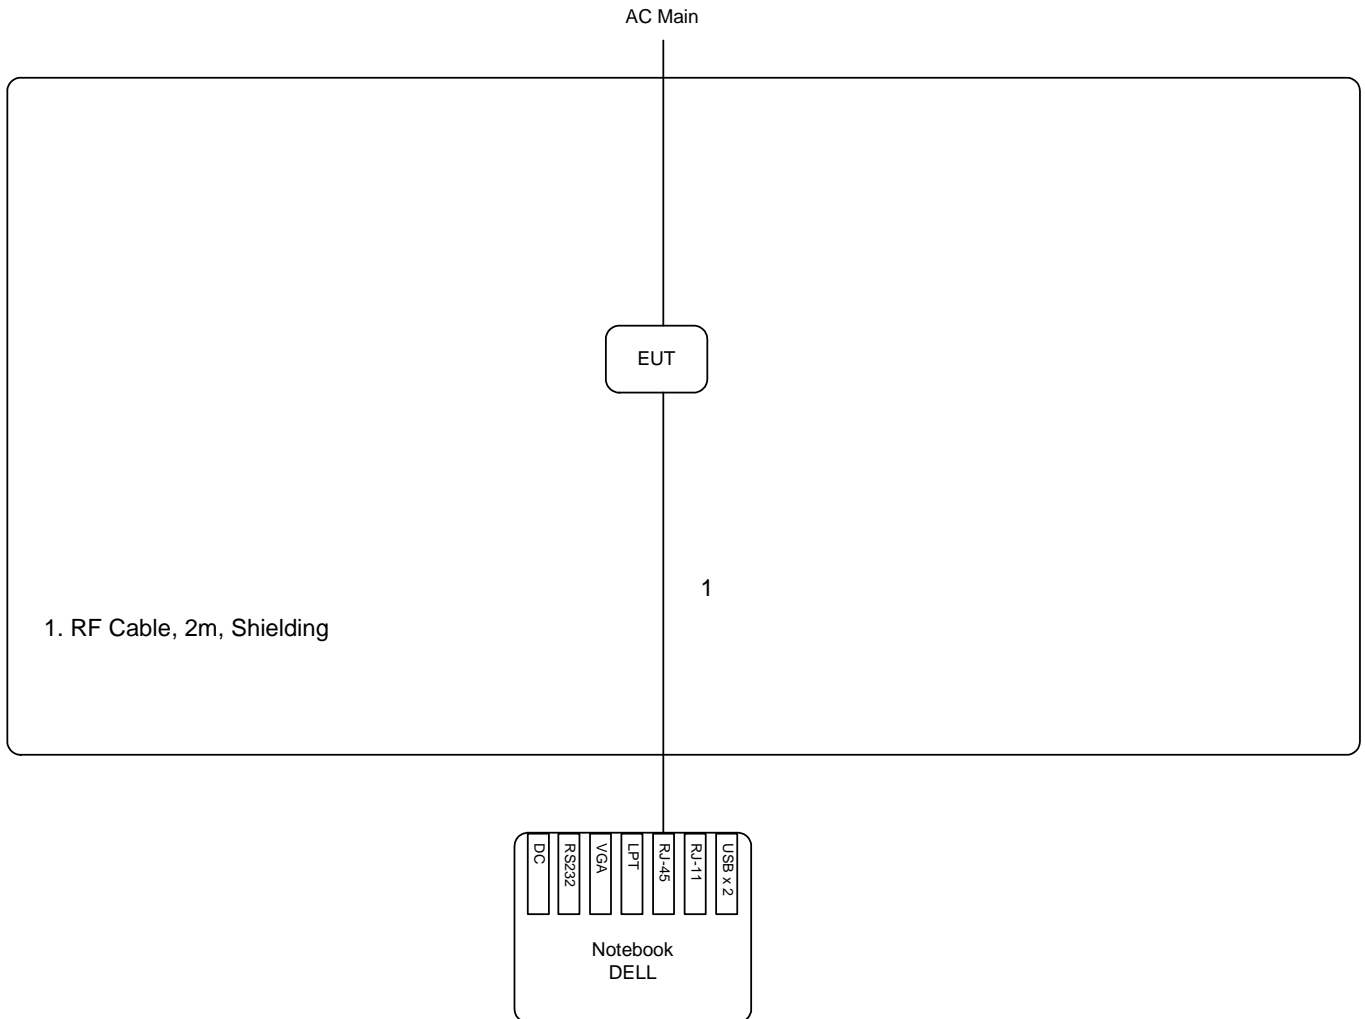 AC Main
EUT
1
1. RF Cable, 2m, Shielding
DC
RS232
VGA
LPT
RJ-45
RJ-11
USB x 2
Notebook
DELL